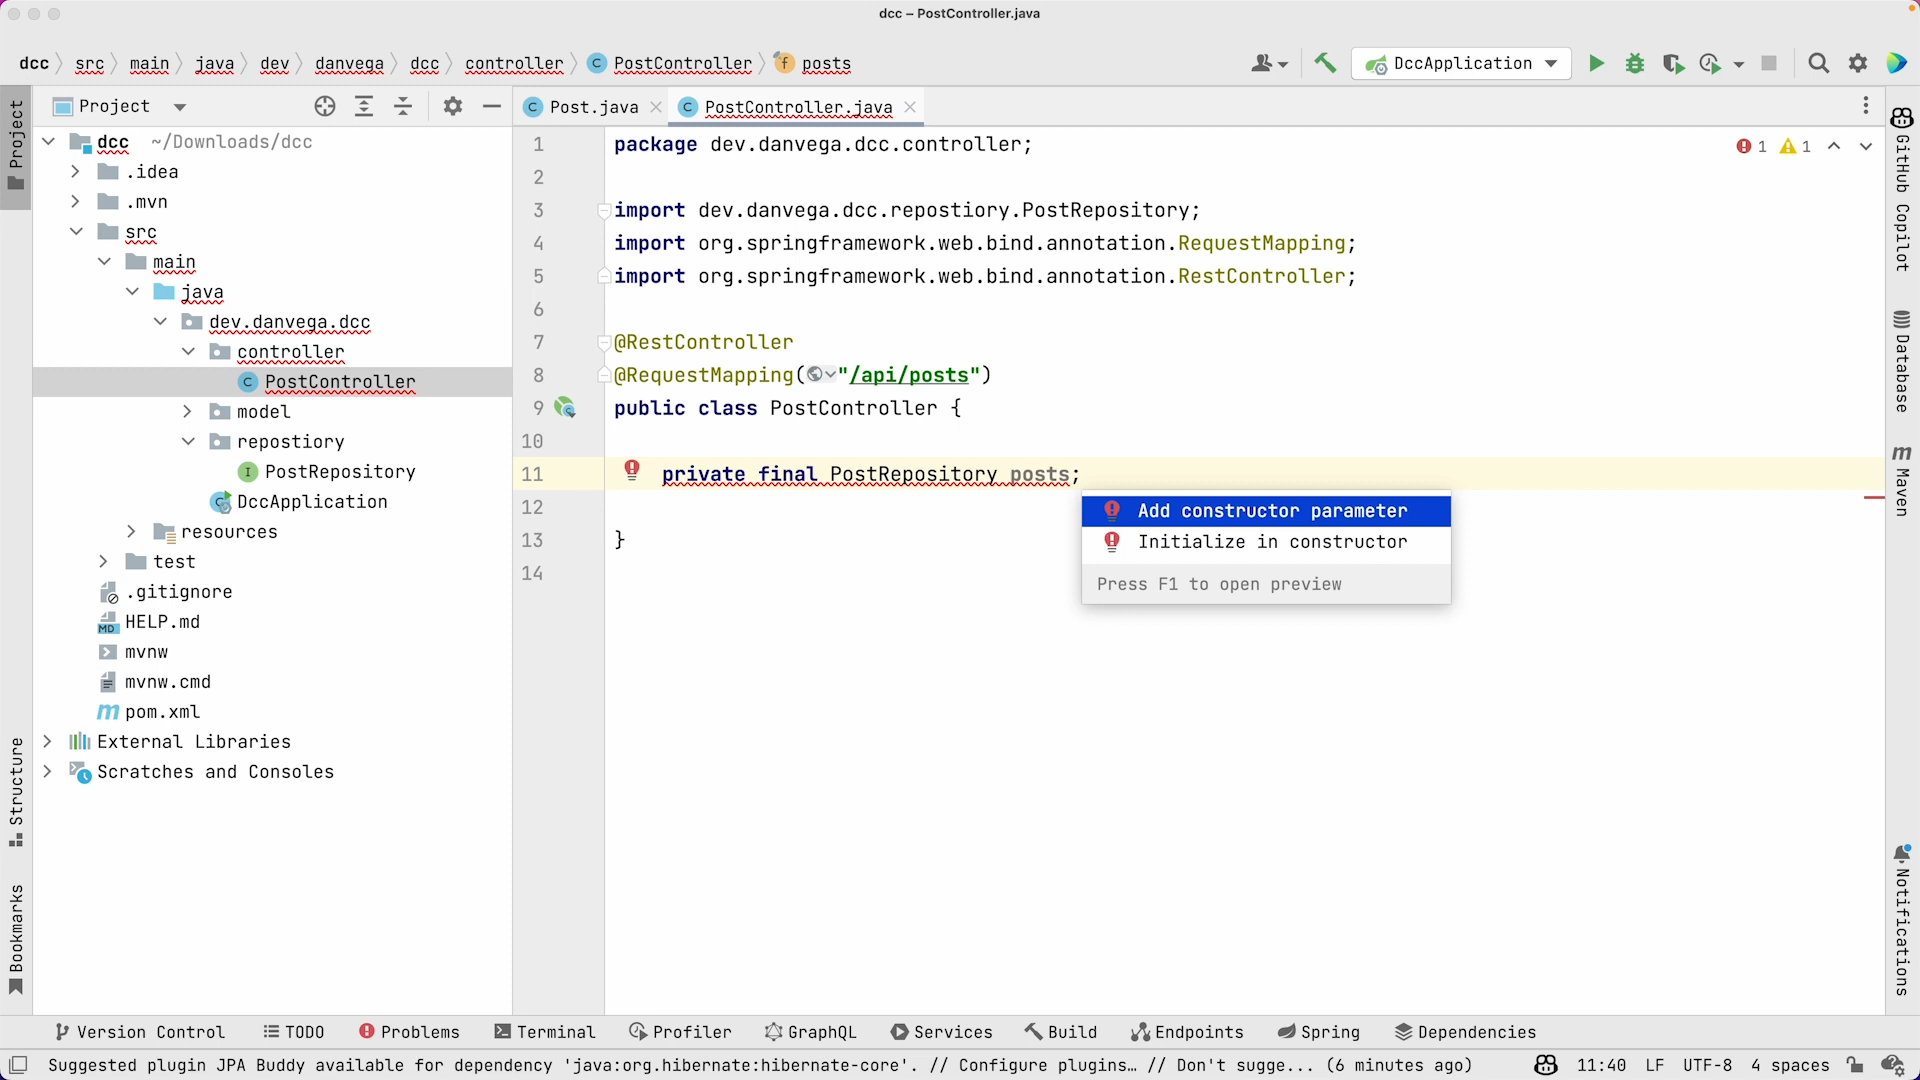 dcc – PostController.java
dcc src main java dev danvega dcc controller PostController posts
DccApplication
Project
Project
Post.java
PostController.java
dcc ~/Downloads/dcc
.idea
.mvn
src
main
java
dev.danvega.dcc
controller
PostController
model
repostiory
PostRepository
DccApplication
resources
test
.gitignore
HELP.md
mvnw
mvnw.cmd
pom.xml
External Libraries
Scratches and Consoles
Structure
Bookmarks
1 package dev.danvega.dcc.controller;
2
3 import dev.danvega.dcc.repostiory.PostRepository;
4 import org.springframework.web.bind.annotation.RequestMapping;
5 import org.springframework.web.bind.annotation.RestController;
6
7 @RestController
8 @RequestMapping("/api/posts")
9 public class PostController {
10
11 private final PostRepository posts;
12
13 }
14
1 1
Add constructor parameter
Initialize in constructor
Press F1 to open preview
GitHub Copilot
Database
Maven
Notifications
Version Control TODO Problems Terminal Profiler GraphQL Services Build Endpoints Spring Dependencies
Suggested plugin JPA Buddy available for dependency 'java:org.hibernate:hibernate-core'. // Configure plugins… // Don't sugge... (6 minutes ago) 11:40 LF UTF-8 4 spaces